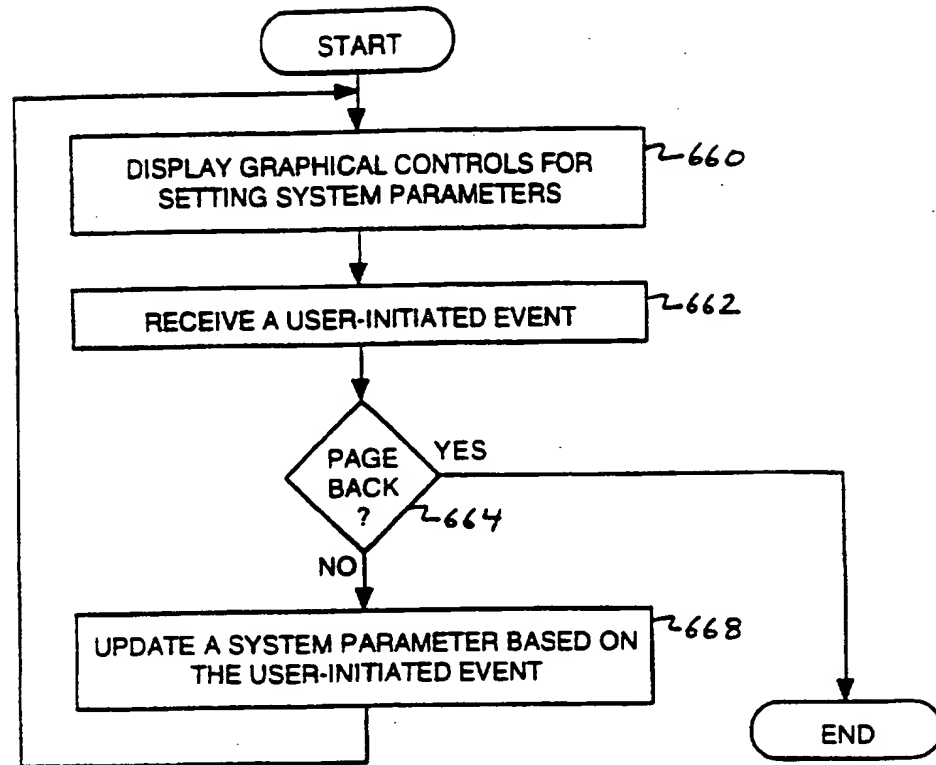 START
DISPLAY GRAPHICAL CONTROLS FOR
SETTING SYSTEM PARAMETERS
660
RECEIVE A USER-INITIATED EVENT
662
PAGE
BACK
?
YES
664
NO
UPDATE A SYSTEM PARAMETER BASED ON
THE USER-INITIATED EVENT
668
END